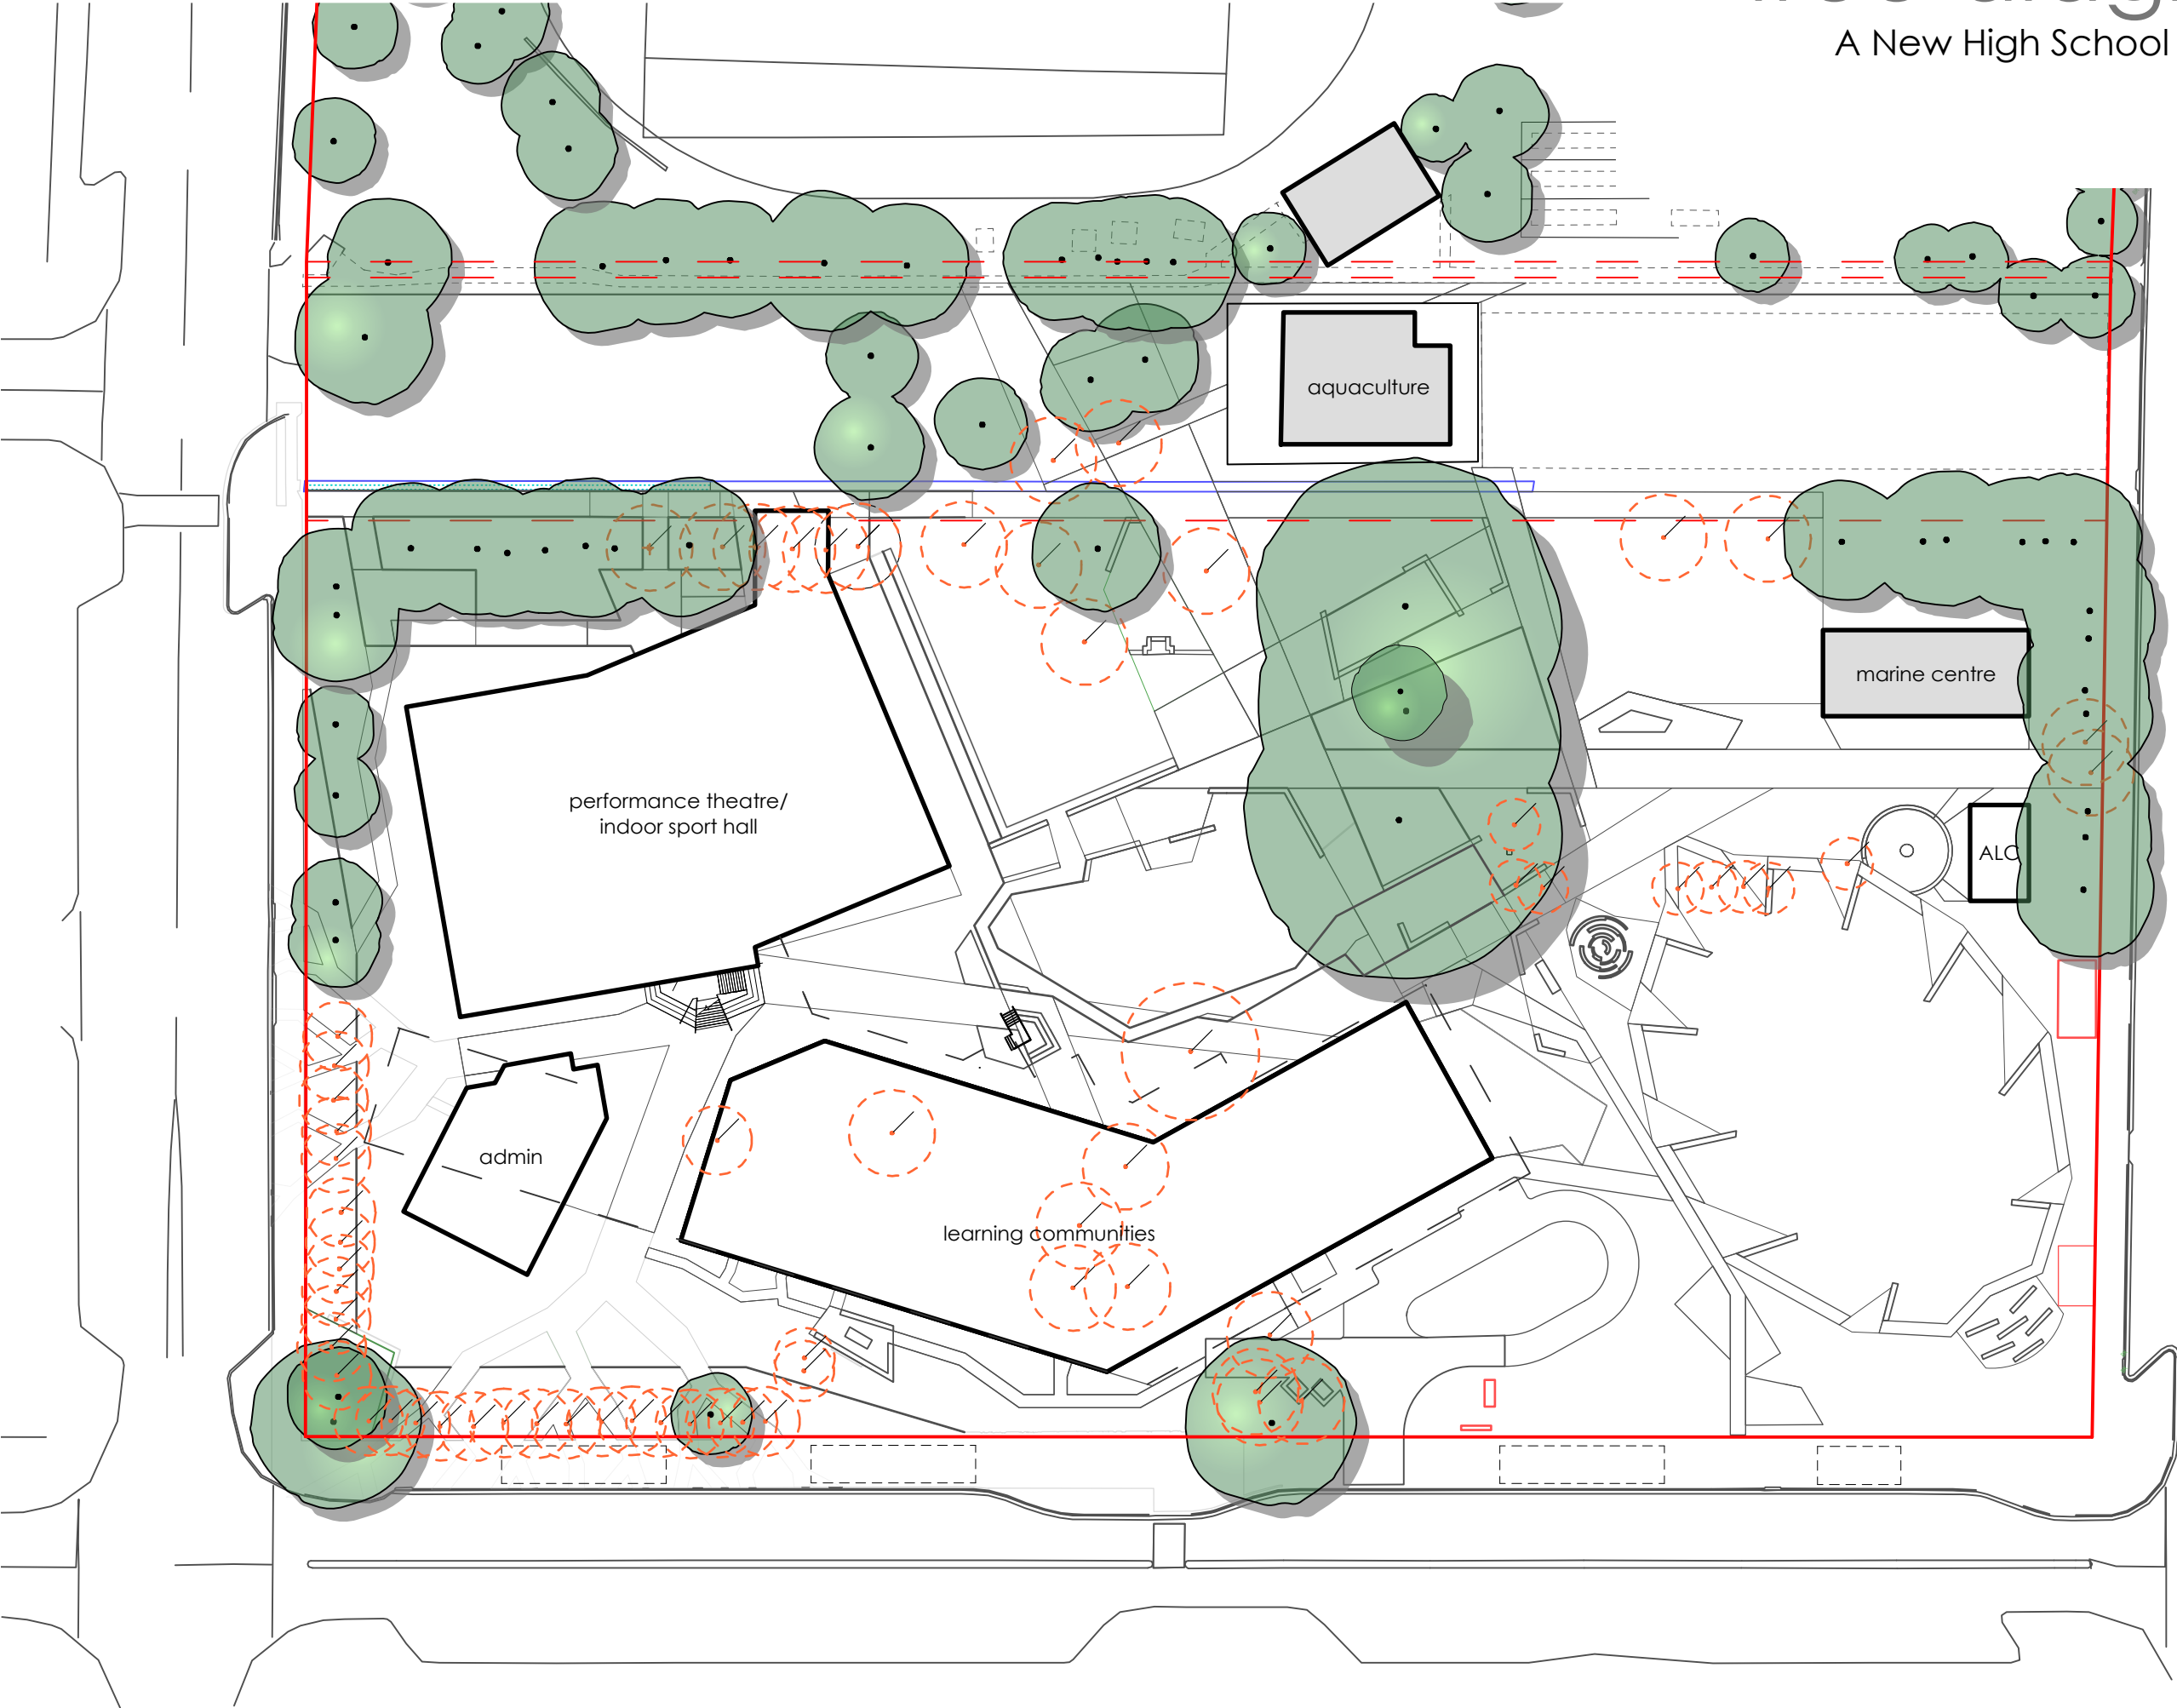 A New High School
aquaculture
marine centre
performance theatre/
indoor sport hall
ALC
admin
learning communities